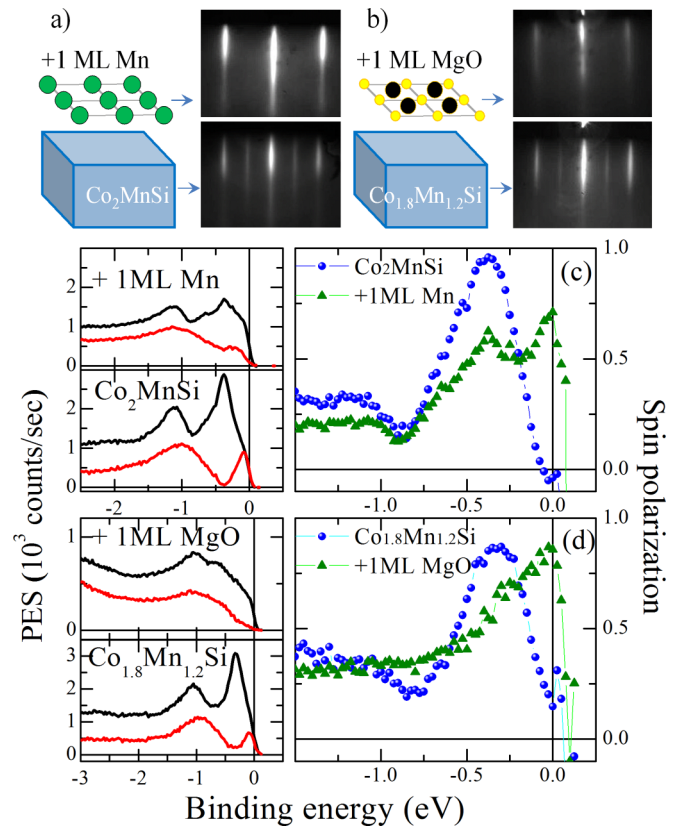 a)
b)
+1 ML Mn
+1 ML MgO
Co₂MnSi
Co₁.₈Mn₁.₂Si
+ 1ML Mn
2
1
0
Co₂MnSi
2
1
0
-2 -1 0
(c)
Co₂MnSi
+1ML Mn
1.0
0.5
0.0
-1.0 -0.5 0.0
+ 1ML MgO
1
0
Co₁.₈Mn₁.₂Si
3
2
1
0
-3 -2 -1 0
(d)
Co₁.₈Mn₁.₂Si
+1ML MgO
1.0
0.5
0.0
-1.0 -0.5 0.0
PES (10³ counts/sec)
Spin polarization
Binding energy (eV)